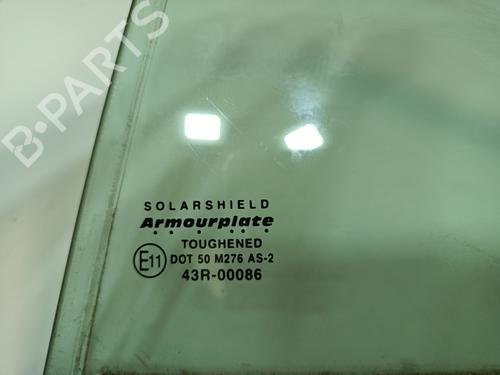 B-PARTS
SOLARSHIELD
Armourplate
TOUGHENED
E11 DOT 50 M276 AS-2
43R-00086